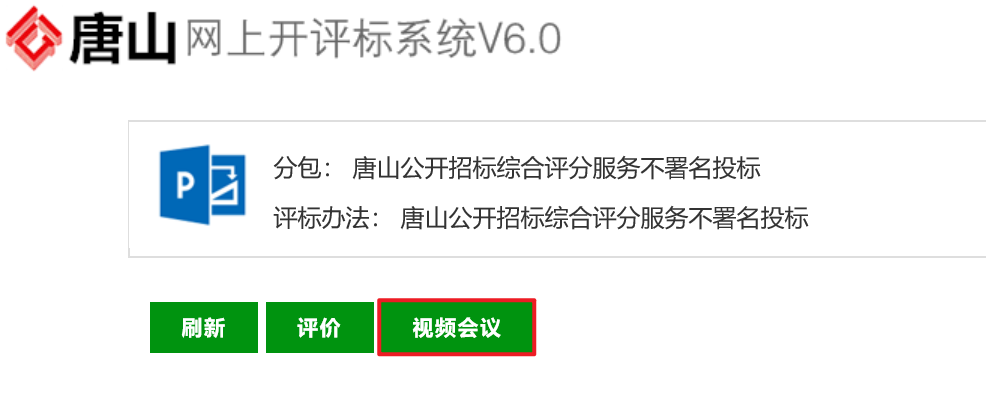 唐山 网上开评标系统V6.0
P
分包： 唐山公开招标综合评分服务不署名投标
评标办法： 唐山公开招标综合评分服务不署名投标
刷新 评价 视频会议